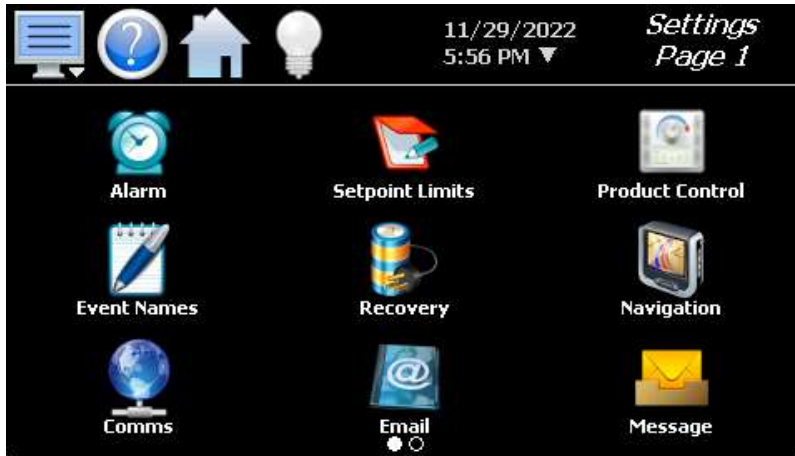 11/29/2022
5:56 PM ▼
Settings
Page 1
Alarm
Setpoint Limits
Product Control
Event Names
Recovery
Navigation
Comms
Email
Message